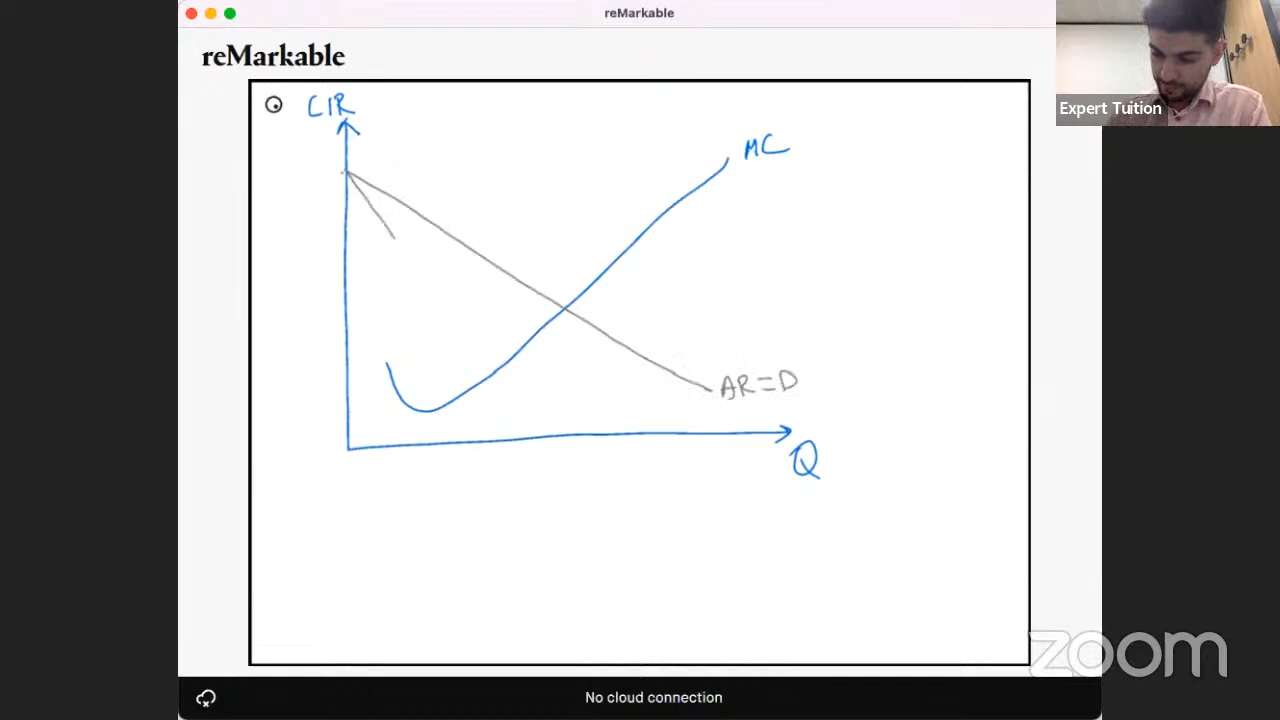 reMarkable
reMarkable
Expert Tuition
C/R
MC
AR=D
Q
zoom
No cloud connection